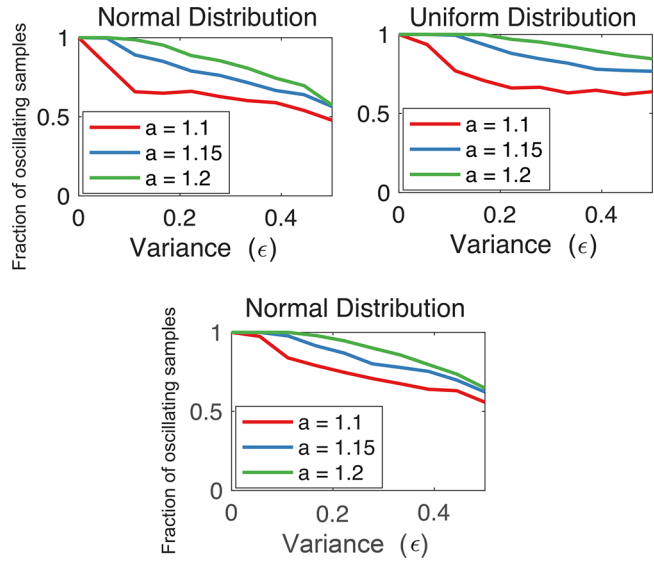 Normal Distribution
Fraction of oscillating samples
1
0.5
0
a = 1.1
a = 1.15
a = 1.2
0
0.2
0.4
Variance (ϵ)
Uniform Distribution
1
0.5
0
a = 1.1
a = 1.15
a = 1.2
0
0.2
0.4
Variance (ϵ)
Normal Distribution
Fraction of oscillating samples
1
0.5
0
a = 1.1
a = 1.15
a = 1.2
0
0.2
0.4
Variance (ϵ)